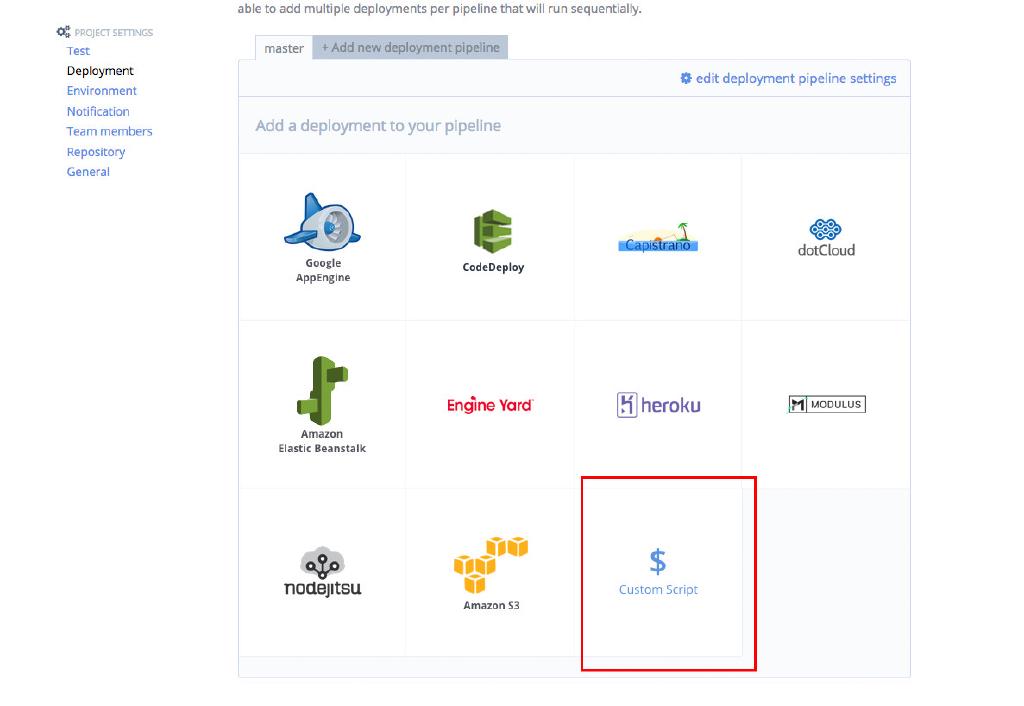 able to add multiple deployments per pipeline that will run sequentially.
PROJECT SETTINGS
Test
Deployment
Environment
Notification
Team members
Repository
General
master
+ Add new deployment pipeline
edit deployment pipeline settings
Add a deployment to your pipeline
Google
AppEngine
CodeDeploy
Capistrano
dotCloud
Amazon
Elastic Beanstalk
Engine Yard
heroku
MODULUS
nodejitsu
Amazon S3
$
Custom Script